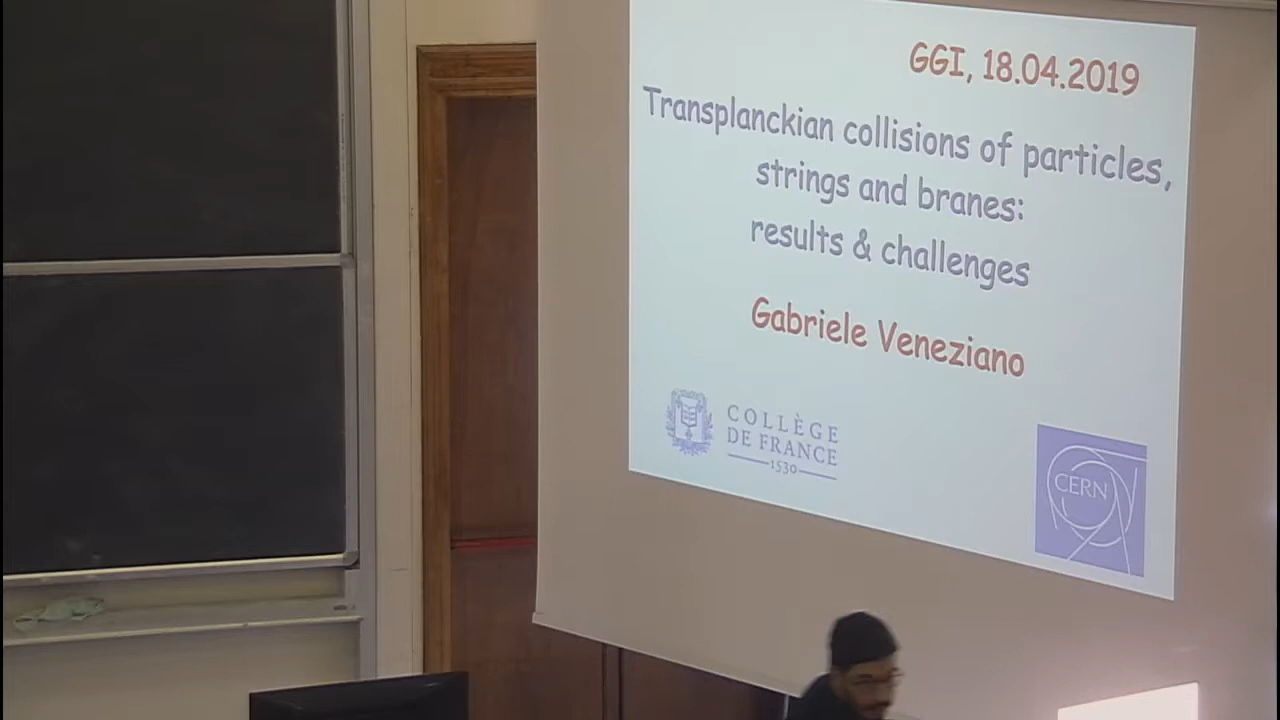 GGI, 18.04.2019
Transplanckian collisions of particles,
strings and branes:
results & challenges
Gabriele Veneziano
COLLÈGE
DE FRANCE
1530
CERN